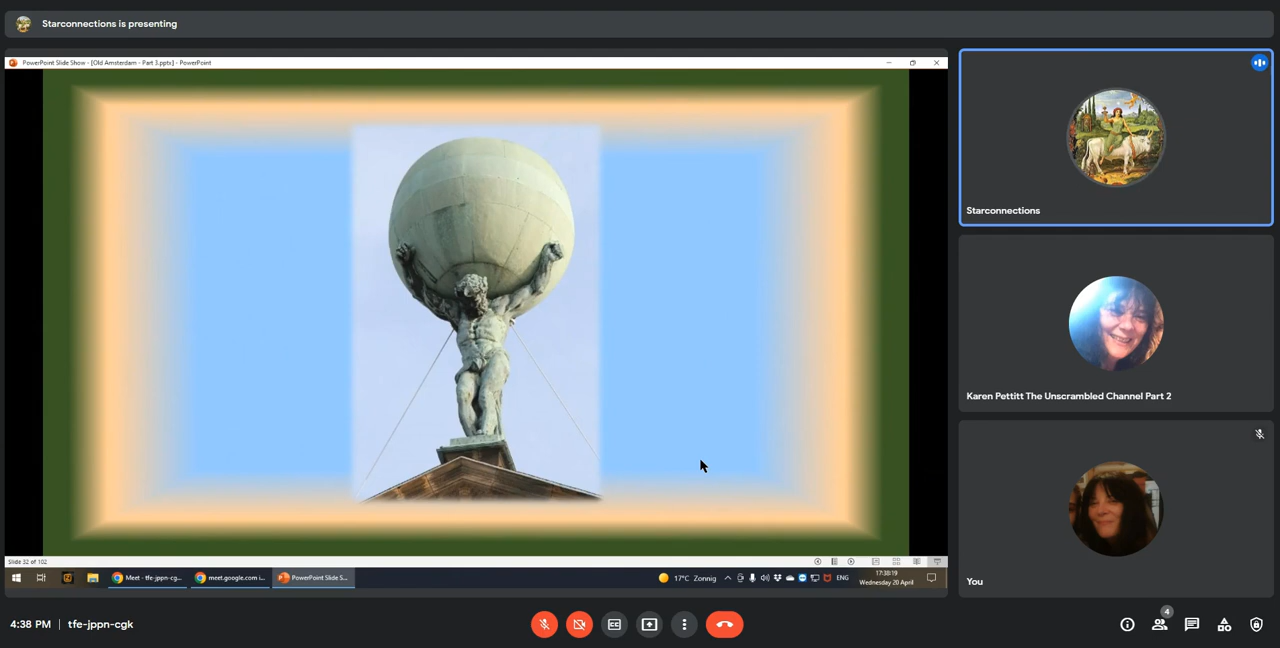 Starconnections is presenting
PowerPoint Slide Show - [Old Amsterdam - Part 3.pptx] - PowerPoint
Starconnections
Karen Pettitt The Unscrambled Channel Part 2
You
Slide 32 of 102
Meet - tfe-jppn-cg...
meet.google.com i...
PowerPoint Slide S...
17°C Zonnig
ENG
17:38:19
Wednesday 20 April
4:38 PM | tfe-jppn-cgk
4